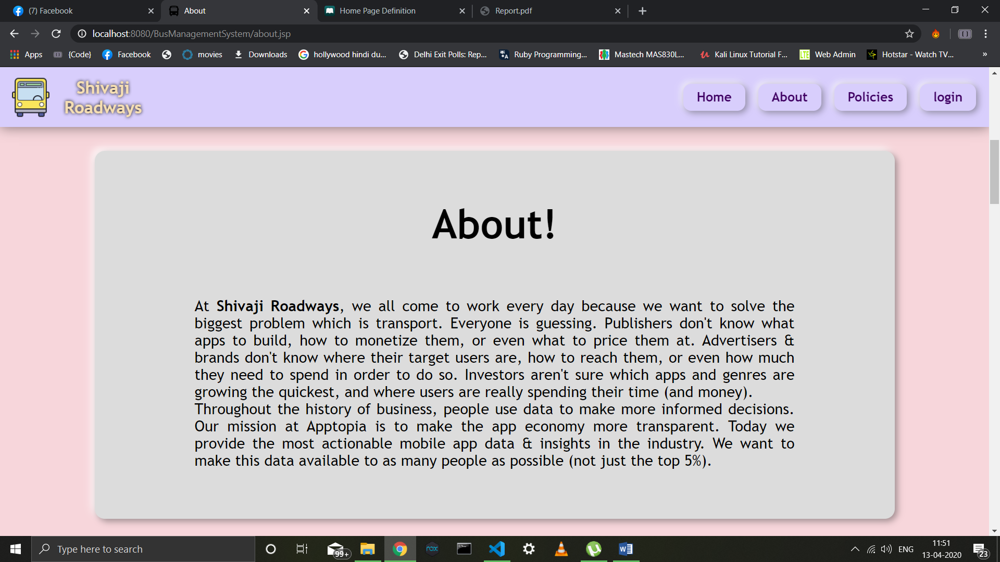 (7) Facebook
About
Home Page Definition
Report.pdf
localhost:8080/BusManagementSystem/about.jsp
Apps
{Code}
Facebook
movies
Downloads
hollywood hindi du...
Delhi Exit Polls: Rep...
Ruby Programming...
Mastech MAS830L...
Kali Linux Tutorial F...
LTE
Web Admin
Hotstar - Watch TV...
»
Shivaji
Roadways
Home
About
Policies
login
About!
At Shivaji Roadways, we all come to work every day because we want to solve the
biggest problem which is transport. Everyone is guessing. Publishers don't know what
apps to build, how to monetize them, or even what to price them at. Advertisers &
brands don't know where their target users are, how to reach them, or even how much
they need to spend in order to do so. Investors aren't sure which apps and genres are
growing the quickest, and where users are really spending their time (and money).
Throughout the history of business, people use data to make more informed decisions.
Our mission at Apptopia is to make the app economy more transparent. Today we
provide the most actionable mobile app data & insights in the industry. We want to
make this data available to as many people as possible (not just the top 5%).
Type here to search
99+
nox
ENG
11:51
13-04-2020
23